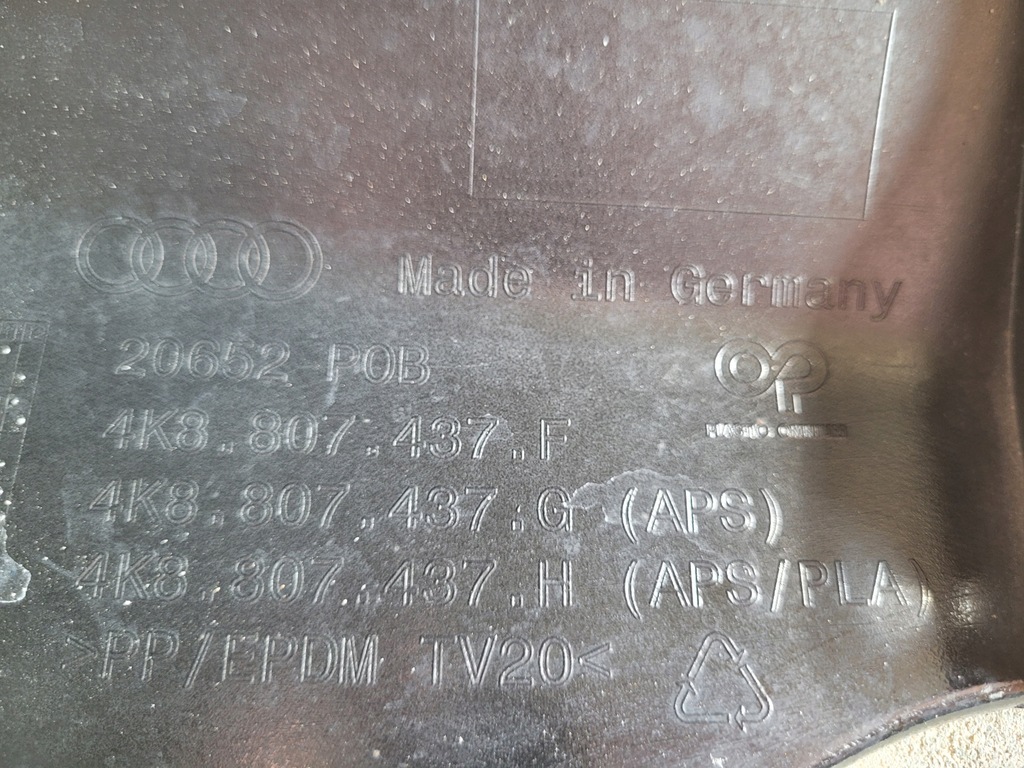 Made in Germany
20652 POB
4K8.807.437.F
4K8.807.437.G (APS)
4K8.807.437.H (APS/PLA)
>PP/EPDM TV20<